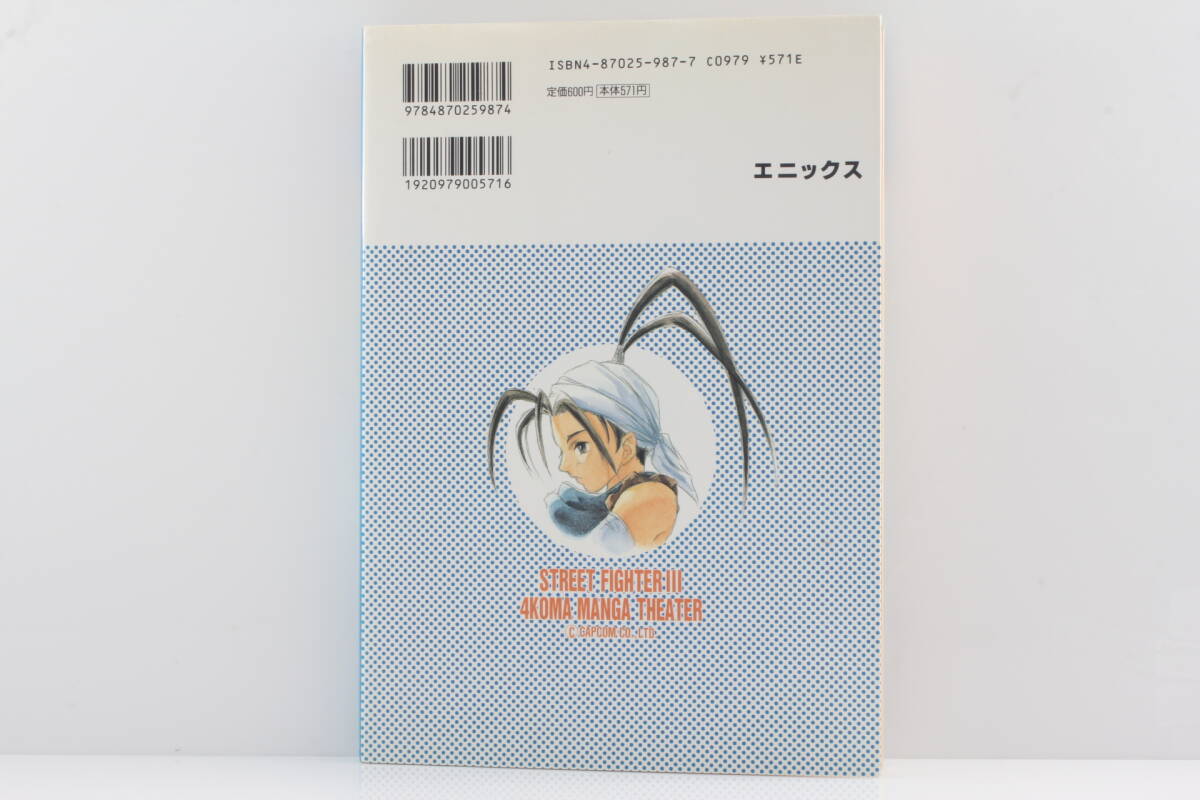 ISBN4-87025-987-7 C0979 ¥571E
定価600円 本体571円
9784870259874
1920979005716
エニックス
STREET FIGHTER III
4KOMA MANGA THEATER
C. CAPCOM CO., LTD.